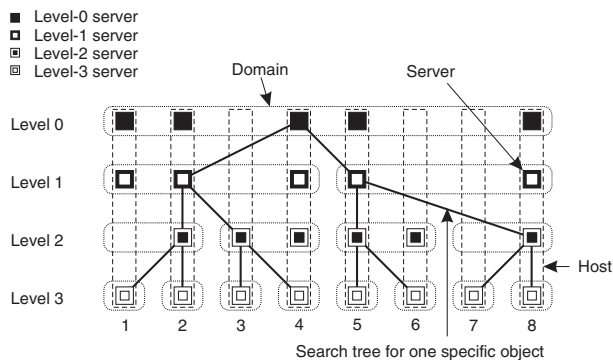 Level-0 server
Level-1 server
Level-2 server
Level-3 server
Domain
Server
Level 0
Level 1
Level 2
Host
Level 3
1 2 3 4 5 6 7 8
Search tree for one specific object